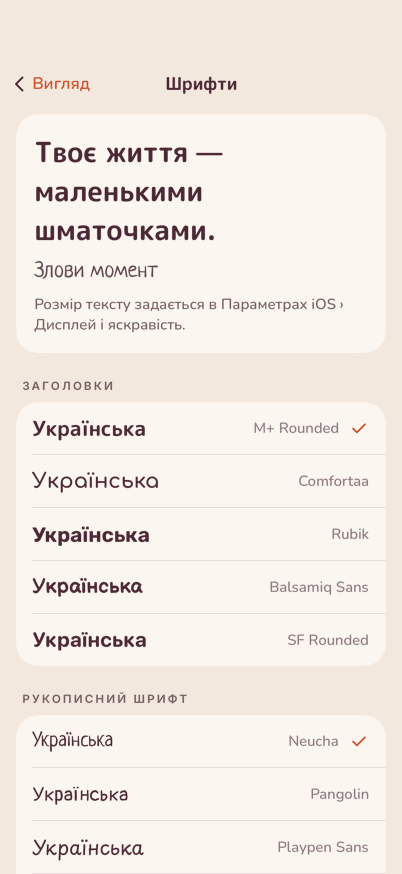 Вигляд
Шрифти
Твоє життя —
маленькими
шматочками.
Злови момент
Розмір тексту задається в Параметрах iOS ›
Дисплей і яскравість.
ЗАГОЛОВКИ
Українська M+ Rounded
Українська Comfortaa
Українська Rubik
Українська Balsamiq Sans
Українська SF Rounded
РУКОПИСНИЙ ШРИФТ
Українська Neucha
Українська Pangolin
Українська Playpen Sans